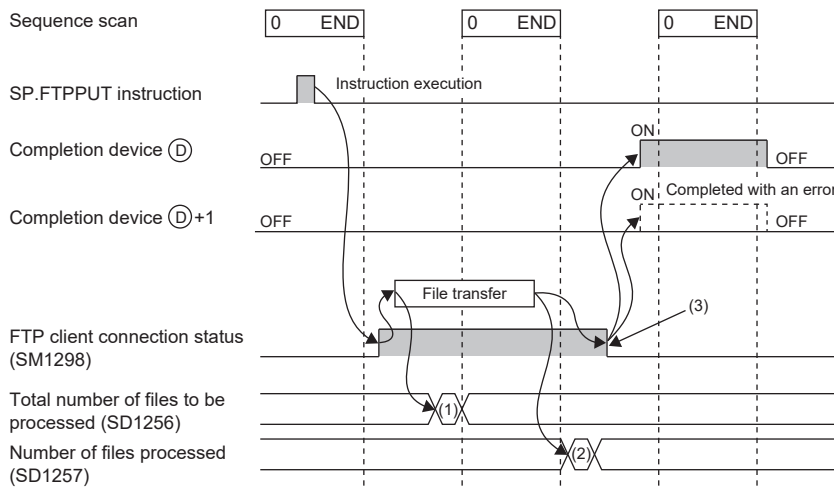 Sequence scan
0 END
0 END
0 END
SP.FTPPUT instruction
Instruction execution
Completion device Ⓓ
OFF
ON
OFF
Completion device Ⓓ+1
OFF
ON
Completed with an error
OFF
File transfer
(3)
FTP client connection status
(SM1298)
Total number of files to be
processed (SD1256)
(1)
Number of files processed
(SD1257)
(2)